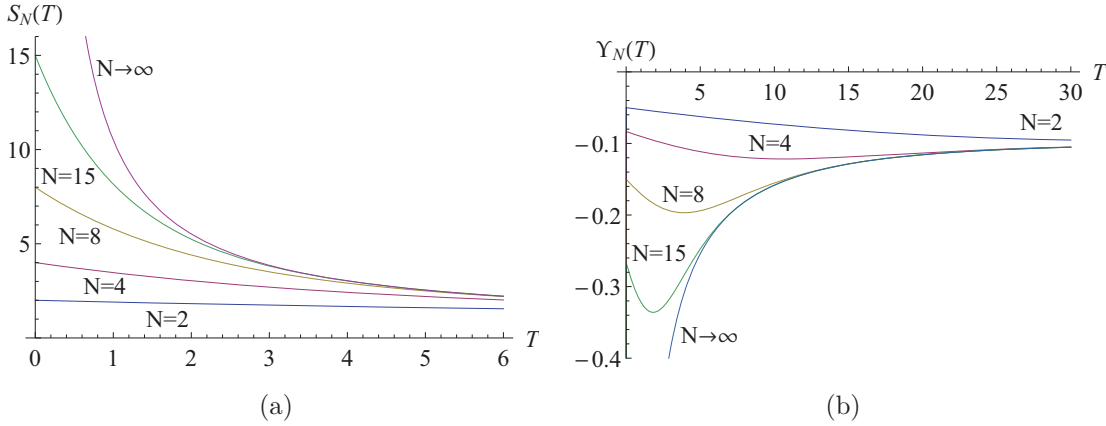 S_N(T)
15
10
5
0 1 2 3 4 5 6 T
N→∞
N=15
N=8
N=4
N=2
(a)
ϒ_N(T)
5 10 15 20 25 30 T
−0.1
−0.2
−0.3
−0.4
N=2
N=4
N=8
N=15
N→∞
(b)